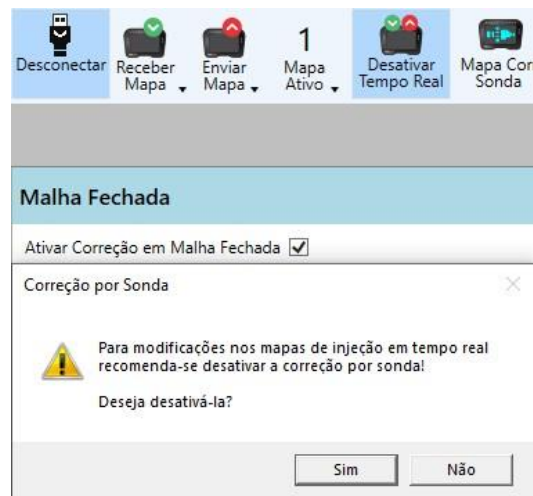 Desconectar
Receber
Mapa
Enviar
Mapa
1
Mapa
Ativo
Desativar
Tempo Real
Mapa Cor
Sonda
Malha Fechada
Ativar Correção em Malha Fechada
Correção por Sonda
Para modificações nos mapas de injeção em tempo real
recomenda-se desativar a correção por sonda!
Deseja desativá-la?
Sim
Não